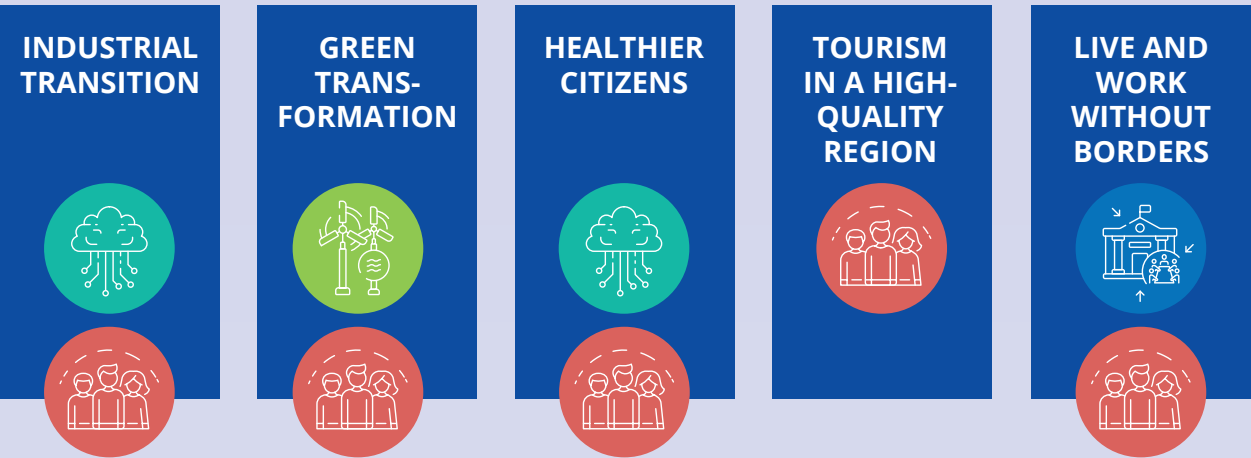 INDUSTRIAL
TRANSITION
GREEN
TRANS-
FORMATION
HEALTHIER
CITIZENS
TOURISM
IN A HIGH-
QUALITY
REGION
LIVE AND
WORK
WITHOUT
BORDERS